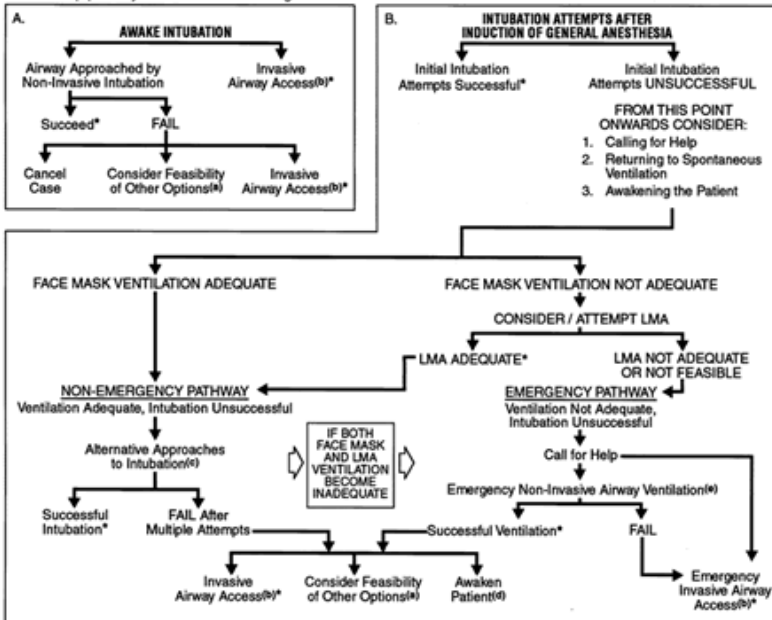 A.
AWAKE INTUBATION
Airway Approached by
Non-Invasive Intubation
Invasive
Airway Access(b)*
Succeed*
FAIL
Cancel
Case
Consider Feasibility
of Other Options(a)
Invasive
Airway Access(b)*
B.
INTUBATION ATTEMPTS AFTER
INDUCTION OF GENERAL ANESTHESIA
Initial Intubation
Attempts Successful*
Initial Intubation
Attempts UNSUCCESSFUL
FROM THIS POINT
ONWARDS CONSIDER:
1. Calling for Help
2. Returning to Spontaneous
Ventilation
3. Awakening the Patient
FACE MASK VENTILATION ADEQUATE
FACE MASK VENTILATION NOT ADEQUATE
CONSIDER / ATTEMPT LMA
LMA ADEQUATE*
LMA NOT ADEQUATE
OR NOT FEASIBLE
NON-EMERGENCY PATHWAY
Ventilation Adequate, Intubation Unsuccessful
EMERGENCY PATHWAY
Ventilation Not Adequate,
Intubation Unsuccessful
Alternative Approaches
to Intubation(c)
IF BOTH
FACE MASK
AND LMA
VENTILATION
BECOME
INADEQUATE
Call for Help
Emergency Non-Invasive Airway Ventilation(e)
Successful
Intubation*
FAIL After
Multiple Attempts
Successful Ventilation*
FAIL
Invasive
Airway Access(b)*
Consider Feasibility
of Other Options(a)
Awaken
Patient(d)
Emergency
Invasive Airway
Access(b)*